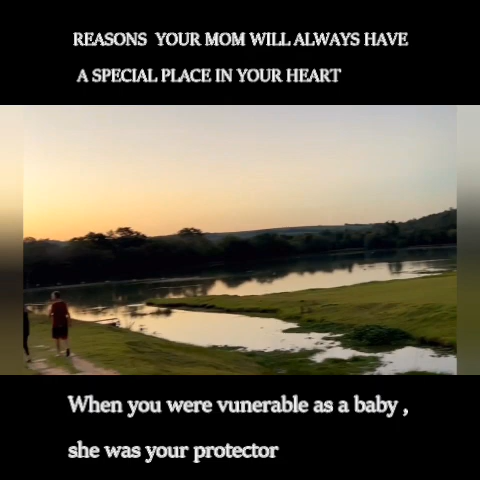 REASONS YOUR MOM WILL ALWAYS HAVE
A SPECIAL PLACE IN YOUR HEART
When you were vunerable as a baby ,
she was your protector